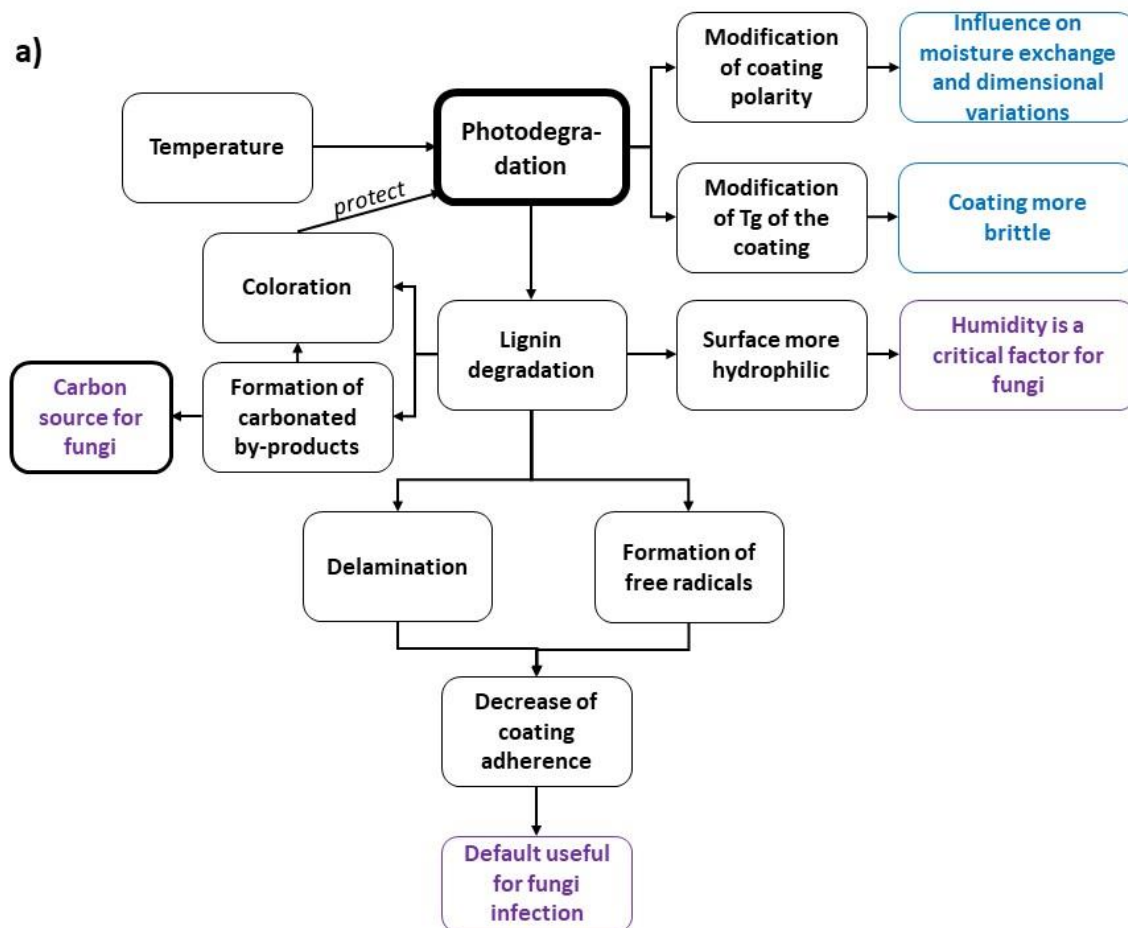 a)
Temperature
Photodegra-
dation
Modification
of coating
polarity
Influence on
moisture exchange
and dimensional
variations
protect
Modification
of Tg of the
coating
Coating more
brittle
Coloration
Lignin
degradation
Surface more
hydrophilic
Humidity is a
critical factor for
fungi
Carbon
source for
fungi
Formation of
carbonated
by-products
Delamination
Formation of
free radicals
Decrease of
coating
adherence
Default useful
for fungi
infection